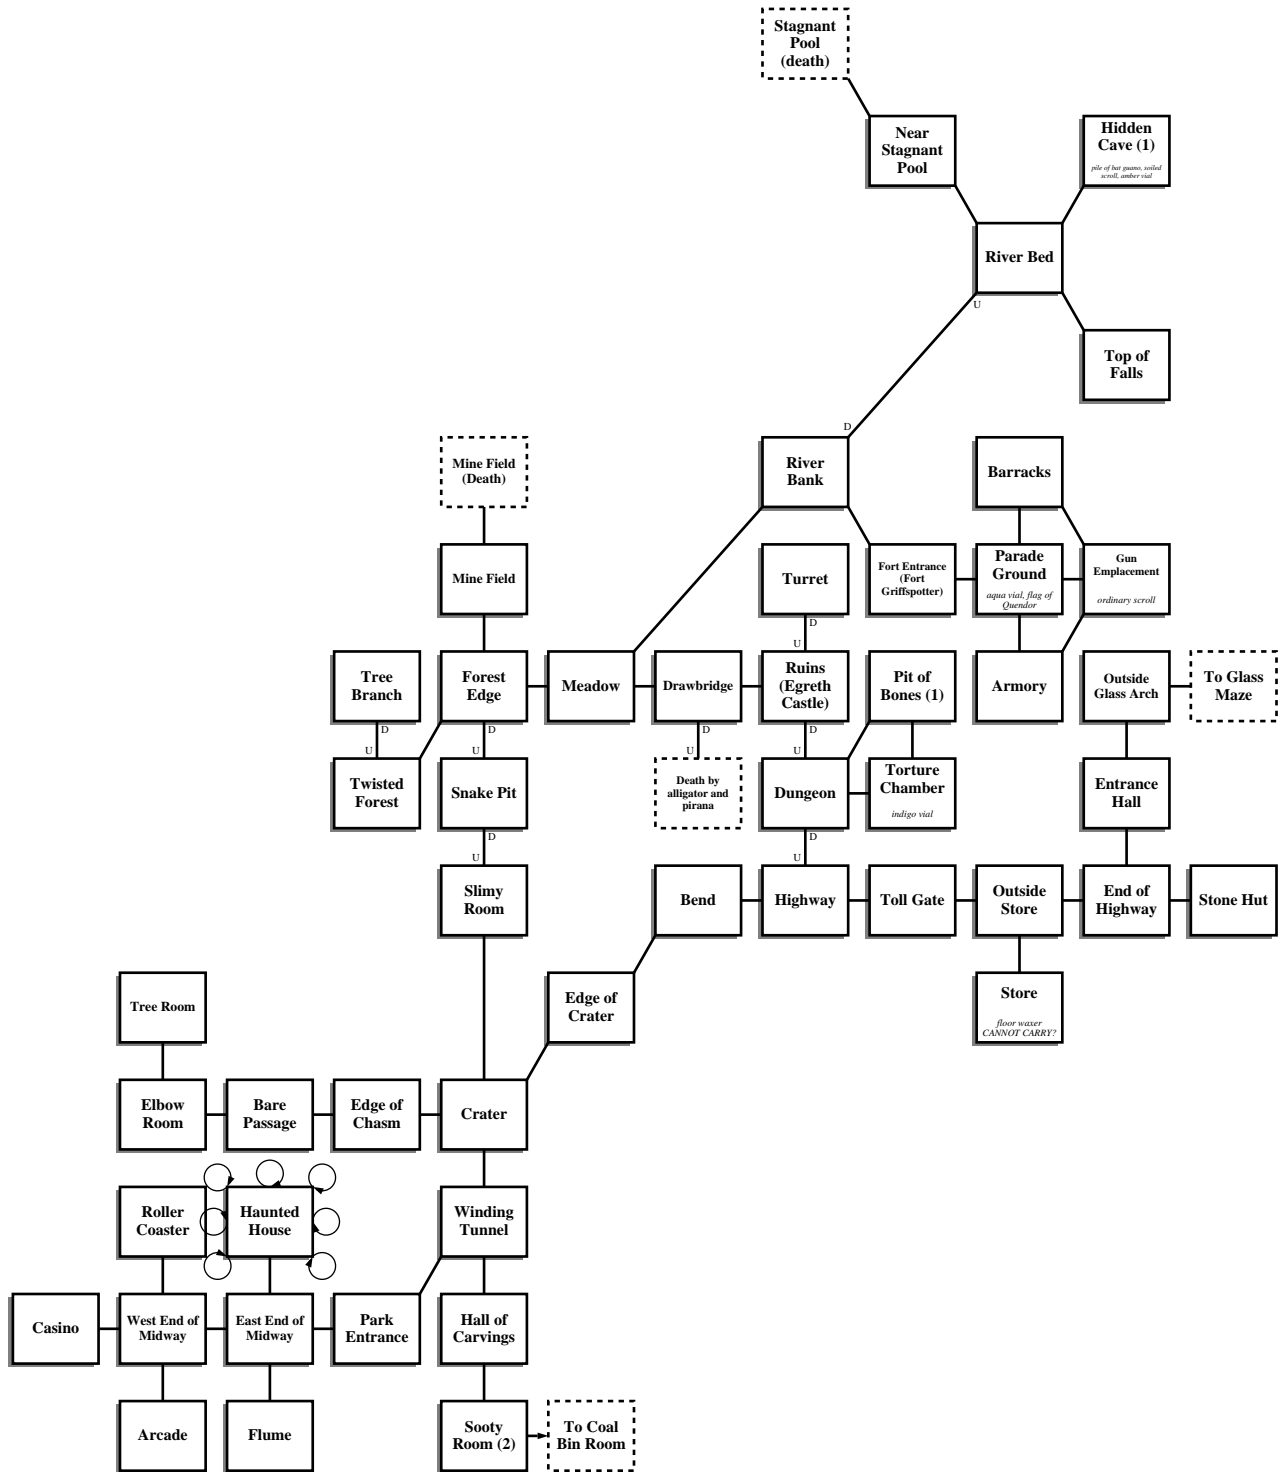 Stagnant
Pool
(death)
Near
Stagnant
Pool
Hidden
Cave (1)
pile of bat guano, soiled
scroll, amber vial
River Bed
U
Top of
Falls
D
Mine Field
(Death)
River
Bank
Barracks
Mine Field
Turret
Fort Entrance
(Fort
Griffspotter)
Parade
Ground
aqua vial, flag of
Quendor
Gun
Emplacement
ordinary scroll
D
U
Tree
Branch
Forest
Edge
Meadow
Drawbridge
Ruins
(Egreth
Castle)
Pit of
Bones (1)
Armory
Outside
Glass Arch
To Glass
Maze
D
D
D
D
U
U
U
U
Twisted
Forest
Snake Pit
Death by
alligator and
pirana
Dungeon
Torture
Chamber
indigo vial
Entrance
Hall
D
D
U
U
Slimy
Room
Bend
Highway
Toll Gate
Outside
Store
End of
Highway
Stone Hut
Tree Room
Edge of
Crater
Store
floor waxer
CANNOT CARRY?
Elbow
Room
Bare
Passage
Edge of
Chasm
Crater
Roller
Coaster
Haunted
House
Winding
Tunnel
Casino
West End of
Midway
East End of
Midway
Park
Entrance
Hall of
Carvings
Arcade
Flume
Sooty
Room (2)
To Coal
Bin Room